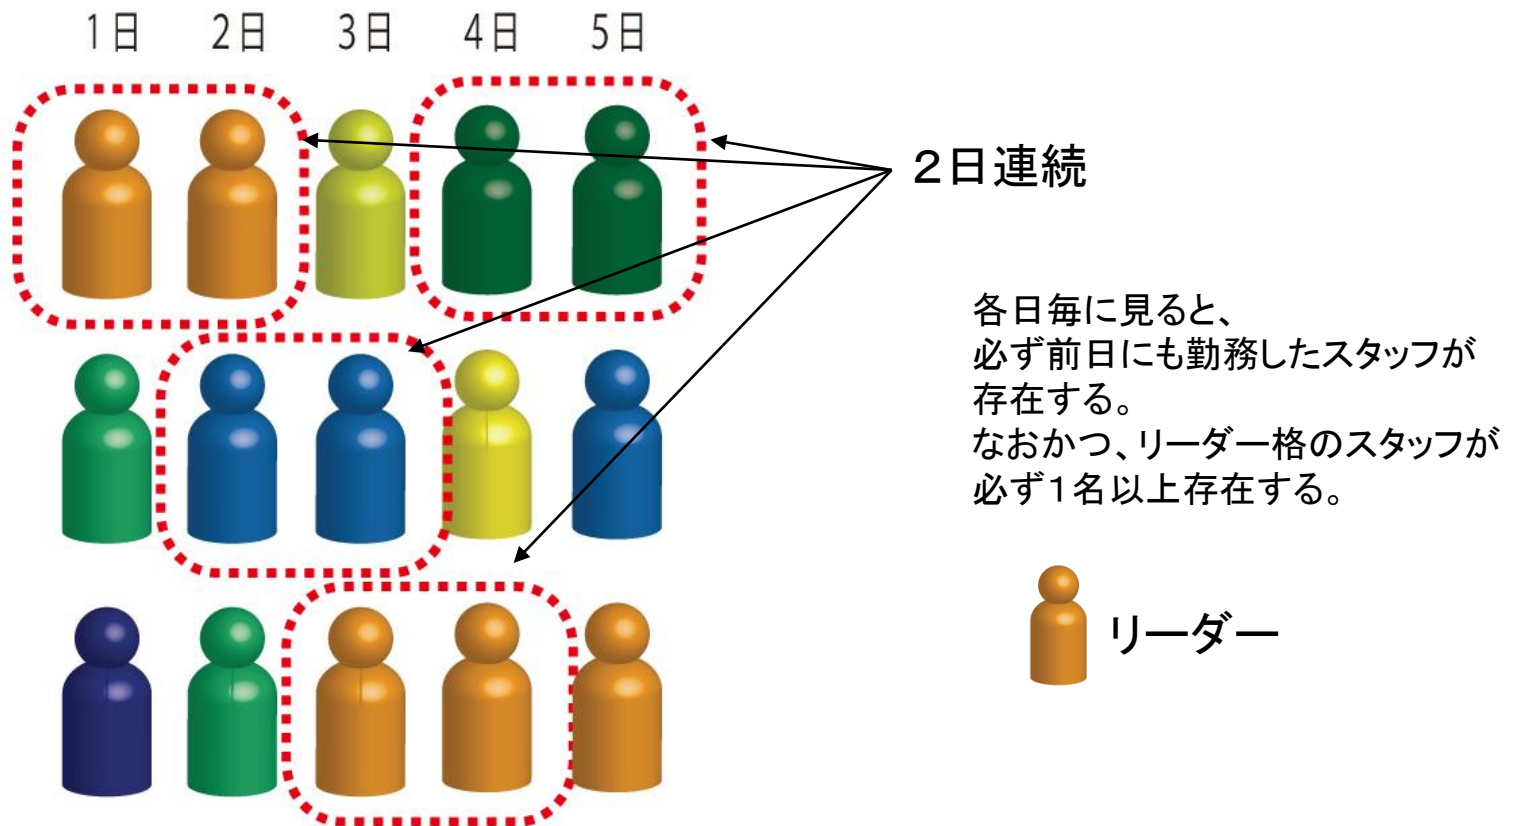 1日 2日 3日 4日 5日
２日連続
各日毎に見ると、
必ず前日にも勤務したスタッフが
存在する。
なおかつ、リーダー格のスタッフが
必ず１名以上存在する。
リーダー